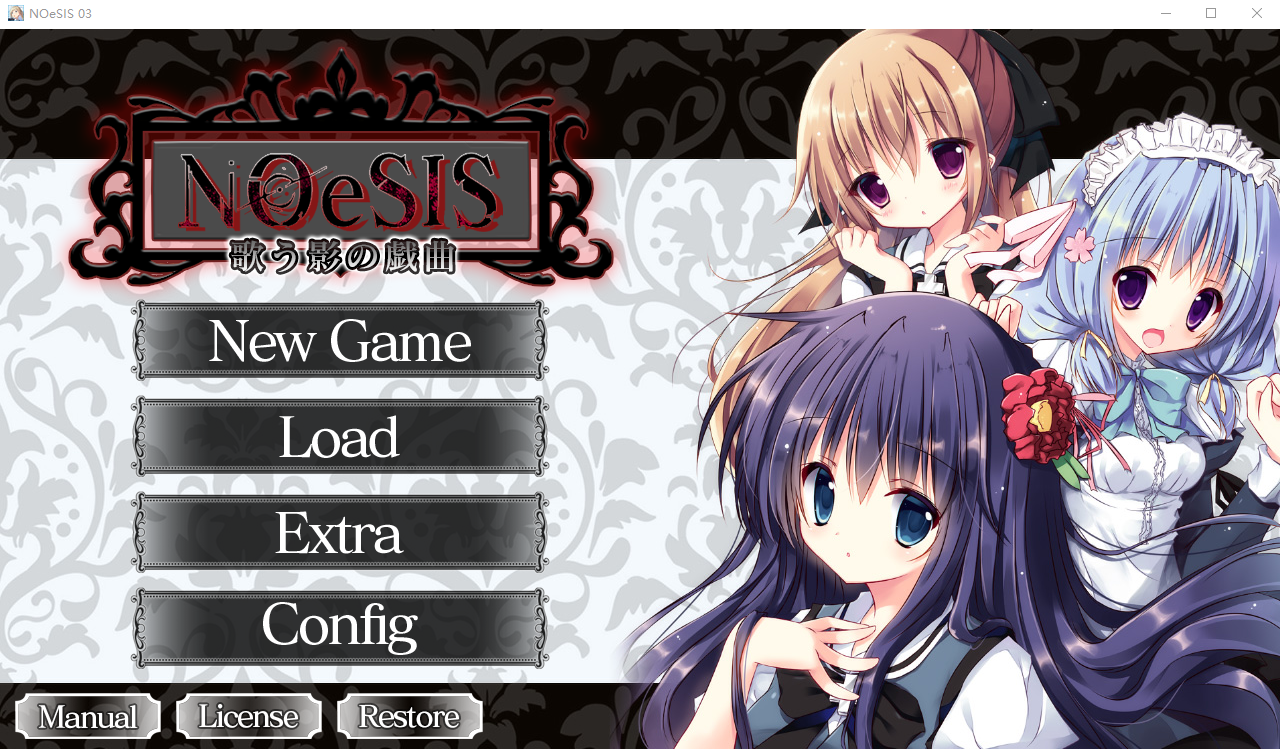 NOeSIS 03
NOeSIS
歌う影の戯曲
New Game
Load
Extra
Config
Manual
License
Restore